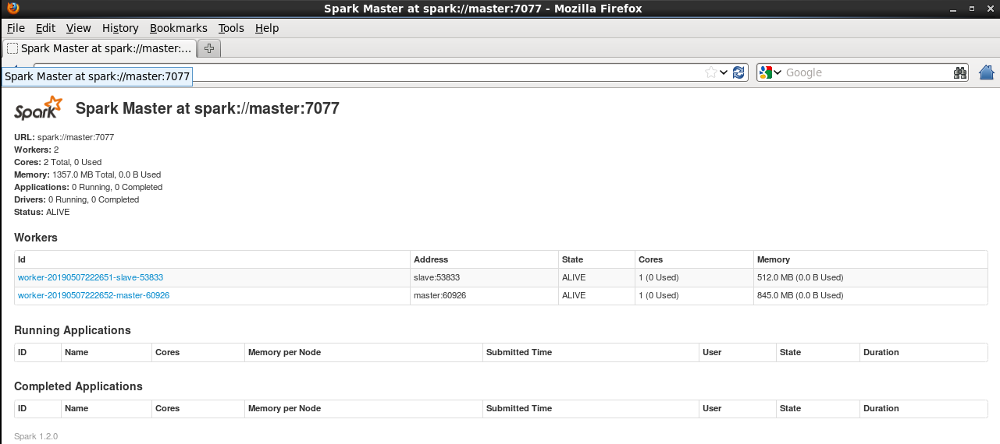 Spark Master at spark://master:7077 - Mozilla Firefox
File Edit View History Bookmarks Tools Help
Spark Master at spark://master:...
Spark Master at spark://master:7077
Google
Spark Spark Master at spark://master:7077
URL: spark://master:7077
Workers: 2
Cores: 2 Total, 0 Used
Memory: 1357.0 MB Total, 0.0 B Used
Applications: 0 Running, 0 Completed
Drivers: 0 Running, 0 Completed
Status: ALIVE
Workers
Id Address State Cores Memory
worker-20190507222651-slave-53833 slave:53833 ALIVE 1 (0 Used) 512.0 MB (0.0 B Used)
worker-20190507222652-master-60926 master:60926 ALIVE 1 (0 Used) 845.0 MB (0.0 B Used)
Running Applications
ID Name Cores Memory per Node Submitted Time User State Duration
Completed Applications
ID Name Cores Memory per Node Submitted Time User State Duration
Spark 1.2.0